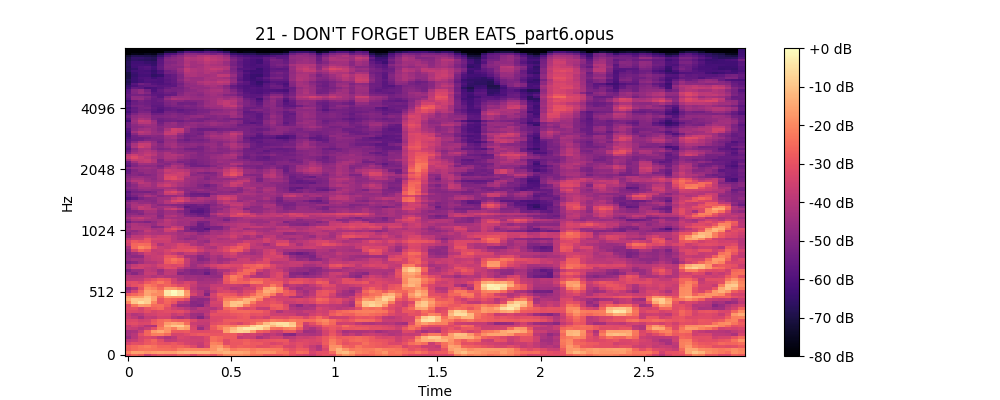 21 - DON'T FORGET UBER EATS_part6.opus
+0 dB
4096
-10 dB
-20 dB
2048
-30 dB
Hz
-40 dB
1024
-50 dB
512
-60 dB
-70 dB
0
-80 dB
0 0.5 1 1.5 2 2.5
Time